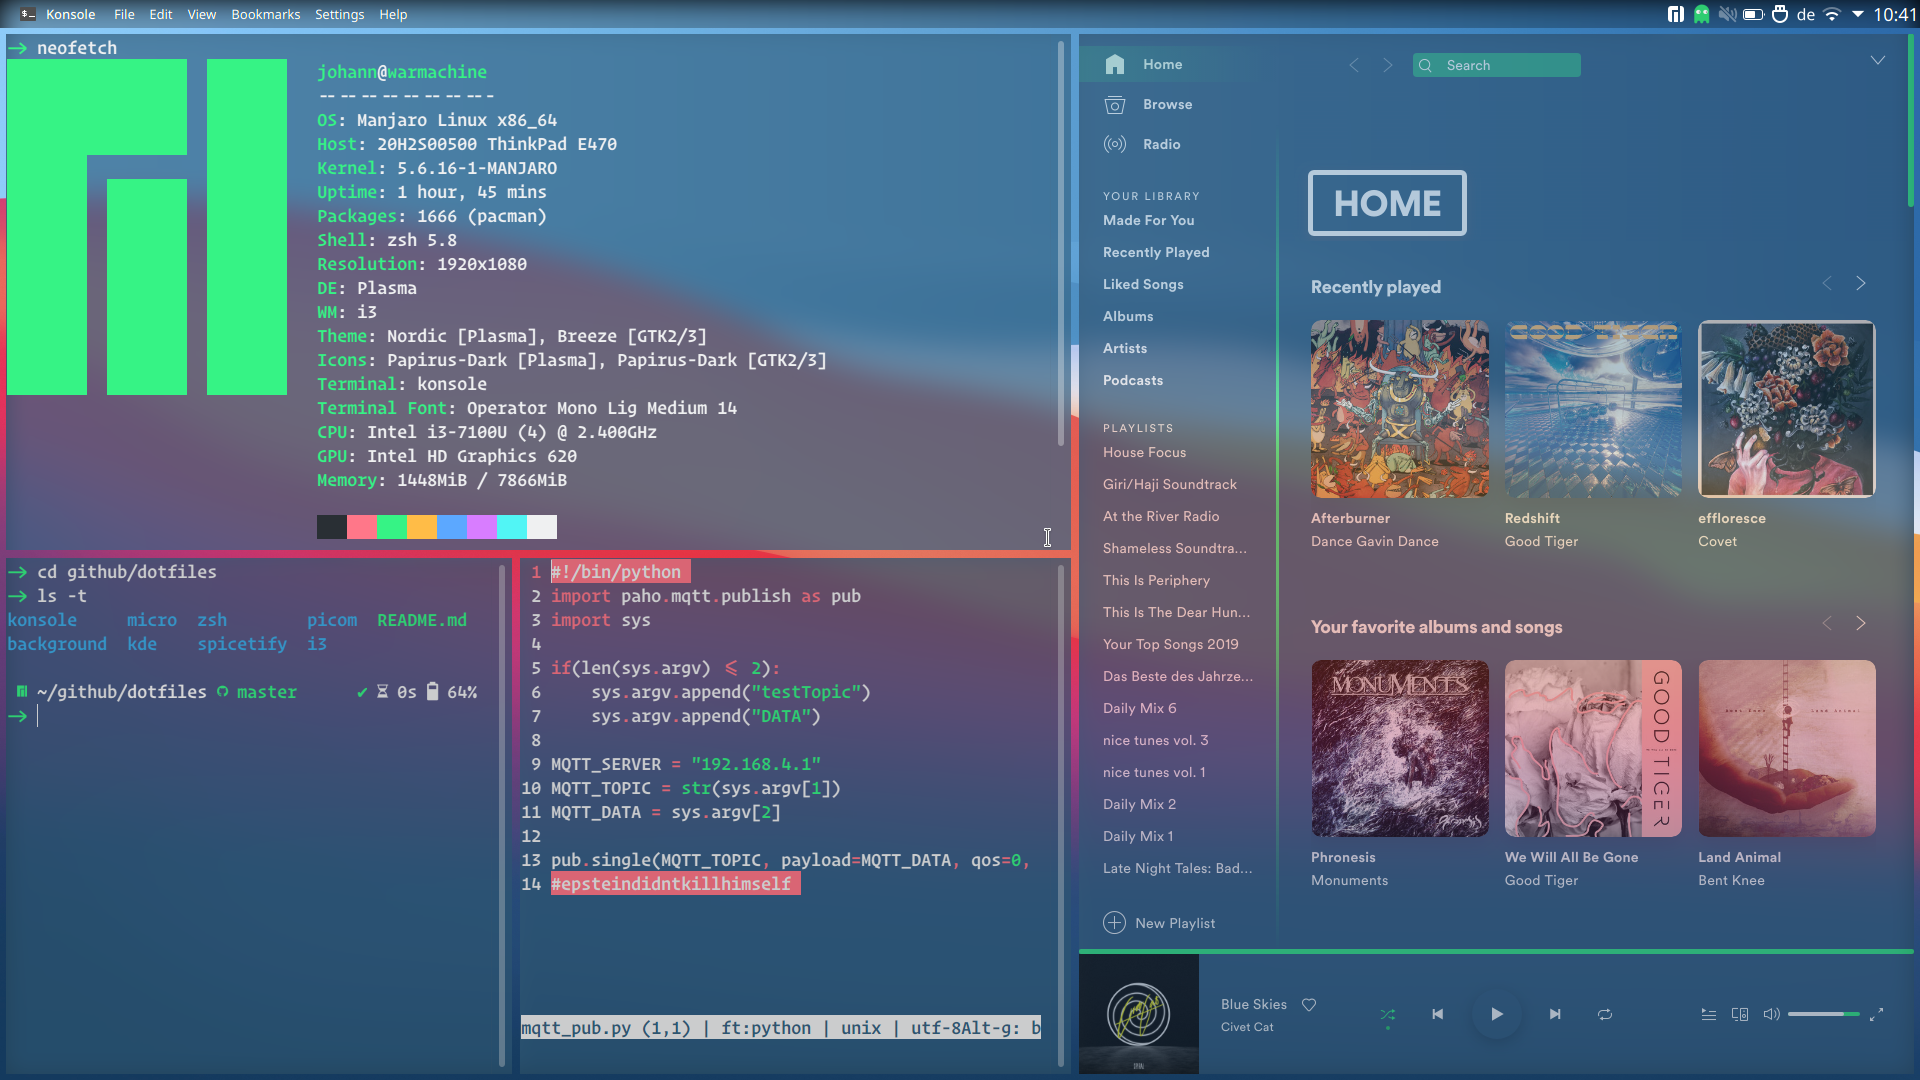 Konsole File Edit View Bookmarks Settings Help
de 10:41
→ neofetch
johann@warmachine
-----------------
OS: Manjaro Linux x86_64
Host: 20H2S00500 ThinkPad E470
Kernel: 5.6.16-1-MANJARO
Uptime: 1 hour, 45 mins
Packages: 1666 (pacman)
Shell: zsh 5.8
Resolution: 1920x1080
DE: Plasma
WM: i3
Theme: Nordic [Plasma], Breeze [GTK2/3]
Icons: Papirus-Dark [Plasma], Papirus-Dark [GTK2/3]
Terminal: konsole
Terminal Font: Operator Mono Lig Medium 14
CPU: Intel i3-7100U (4) @ 2.400GHz
GPU: Intel HD Graphics 620
Memory: 1448MiB / 7866MiB
→ cd github/dotfiles
→ ls -t
konsole micro zsh picom README.md
background kde spicetify i3
~/github/dotfiles master ✔ 0s 64%
→
1 #!/bin/python
2 import paho.mqtt.publish as pub
3 import sys
4
5 if(len(sys.argv) ⩽ 2):
6 sys.argv.append("testTopic")
7 sys.argv.append("DATA")
8
9 MQTT_SERVER = "192.168.4.1"
10 MQTT_TOPIC = str(sys.argv[1])
11 MQTT_DATA = sys.argv[2]
12
13 pub.single(MQTT_TOPIC, payload=MQTT_DATA, qos=0,
14 #epsteindidntkillhimself
mqtt_pub.py (1,1) | ft:python | unix | utf-8Alt-g: b
Home
Browse
Radio
YOUR LIBRARY
Made For You
Recently Played
Liked Songs
Albums
Artists
Podcasts
PLAYLISTS
House Focus
Giri/Haji Soundtrack
At the River Radio
Shameless Soundtra...
This Is Periphery
This Is The Dear Hun...
Your Top Songs 2019
Das Beste des Jahrze...
Daily Mix 6
nice tunes vol. 3
nice tunes vol. 1
Daily Mix 2
Daily Mix 1
Late Night Tales: Bad...
New Playlist
Search
HOME
Recently played
GOOD TIGER
Afterburner
Dance Gavin Dance
Redshift
Good Tiger
effloresce
Covet
Your favorite albums and songs
MONUMENTS
GOOD TIGER
Phronesis
Monuments
We Will All Be Gone
Good Tiger
Land Animal
Bent Knee
Blue Skies
Civet Cat